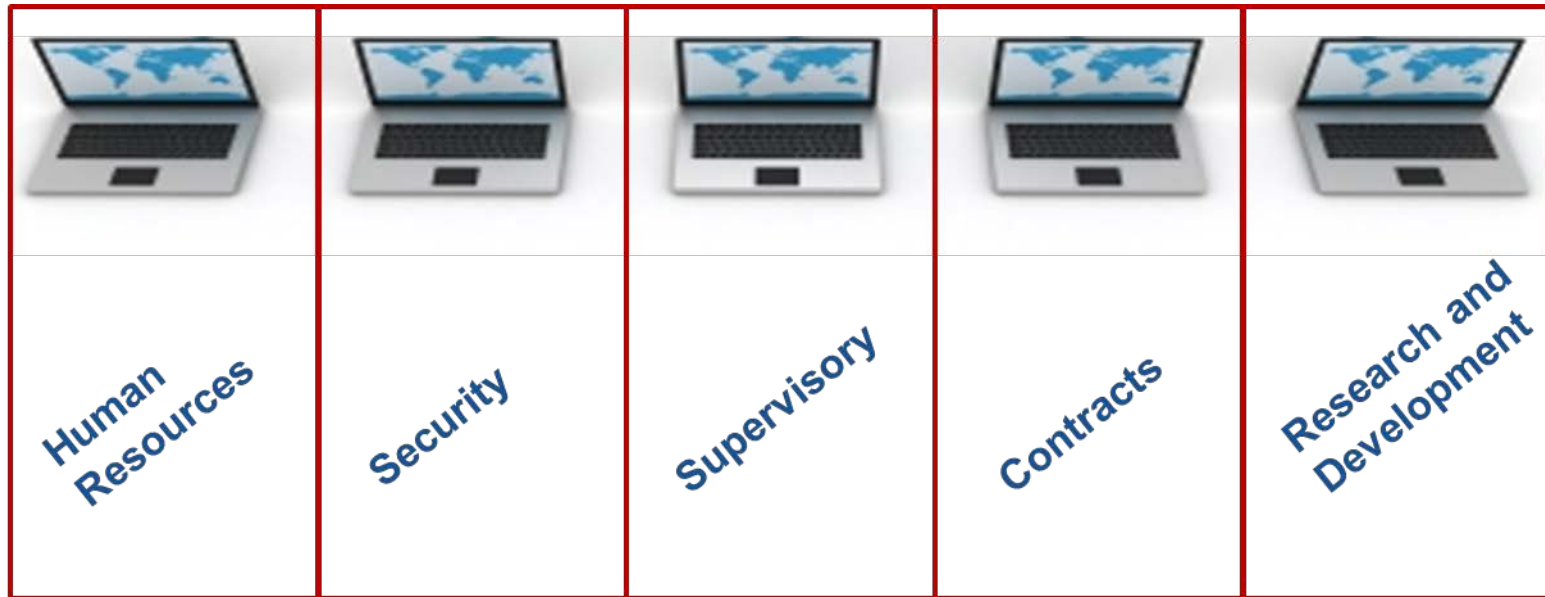 Human
Resources
Security
Supervisory
Contracts
Research and
Development